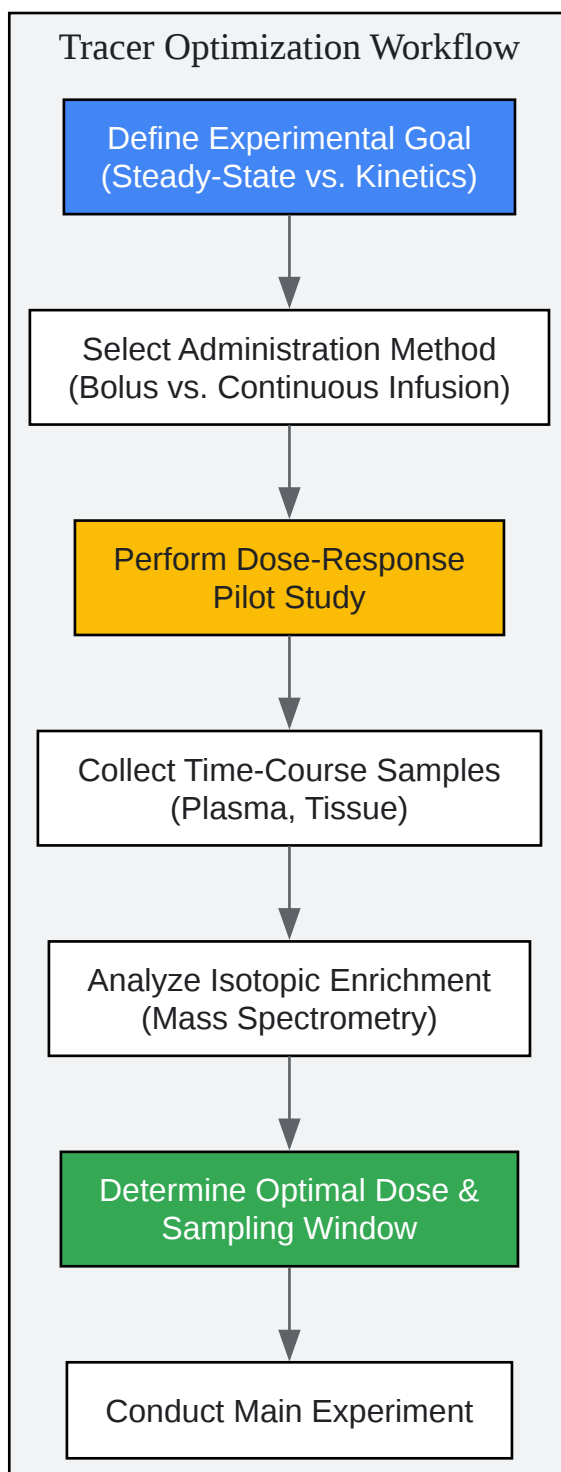 Tracer Optimization Workflow
Define Experimental Goal
(Steady-State vs. Kinetics)
Select Administration Method
(Bolus vs. Continuous Infusion)
Perform Dose-Response
Pilot Study
Collect Time-Course Samples
(Plasma, Tissue)
Analyze Isotopic Enrichment
(Mass Spectrometry)
Determine Optimal Dose &
Sampling Window
Conduct Main Experiment